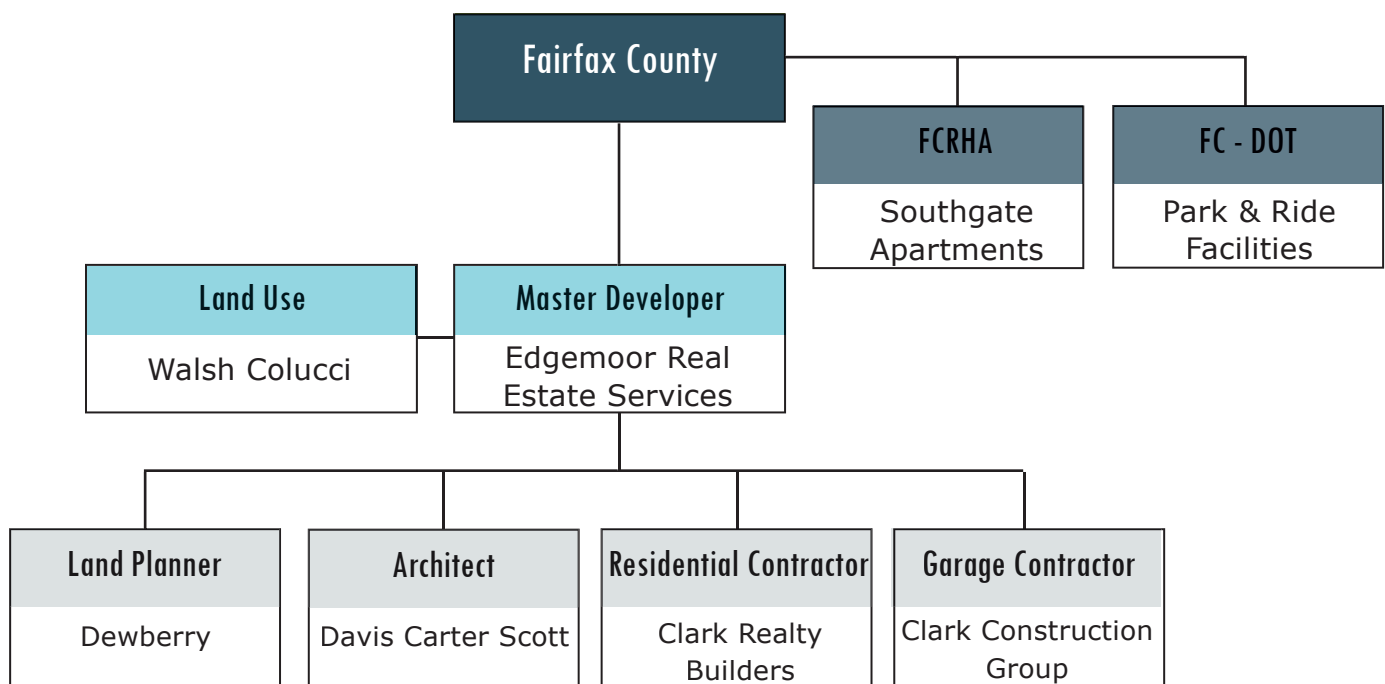 Fairfax County
FCRHA
Southgate
Apartments
FC - DOT
Park & Ride
Facilities
Land Use
Walsh Colucci
Master Developer
Edgemoor Real
Estate Services
Land Planner
Dewberry
Architect
Davis Carter Scott
Residential Contractor
Clark Realty
Builders
Garage Contractor
Clark Construction
Group